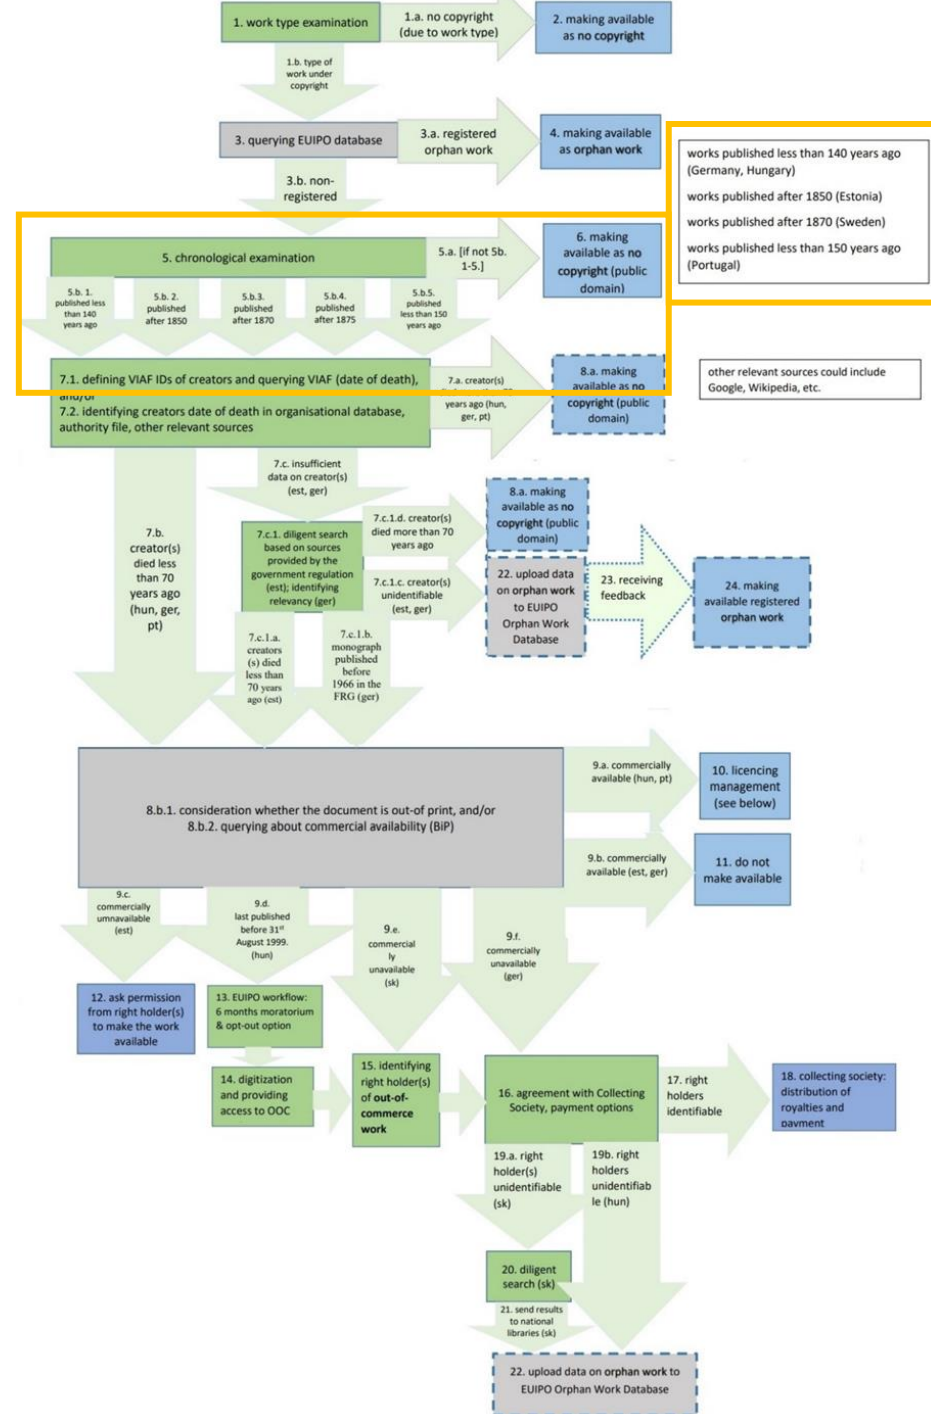 1. work type examination
1.a. no copyright
(due to work type)
2. making available
as no copyright
1.b. type of
work under
copyright
3. querying EUIPO database
3.a. registered
orphan work
4. making available
as orphan work
works published less than 140 years ago
(Germany, Hungary)
works published after 1850 (Estonia)
works published after 1870 (Sweden)
works published less than 150 years ago
(Portugal)
3.b. non-
registered
5. chronological examination
5.a. [if not 5b.
1-5.]
6. making
available as no
copyright (public
domain)
5.b. 1.
published less
than 140
years ago
5.b. 2.
published
after 1850
5.b.3.
published
after 1870
5.b.4.
published
after 1875
5.b.5.
published
less than 150
years ago
7.1. defining VIAF IDs of creators and querying VIAF (date of death),
and/or
7.2. identifying creators date of death in organisational database,
authority file, other relevant sources
7.a. creator(s)
years ago (hun,
ger, pt)
8.a. making
available as no
copyright (public
domain)
other relevant sources could include
Google, Wikipedia, etc.
7.b.
creator(s)
died less
than 70
years ago
(hun, ger,
pt)
7.c. insufficient
data on creator(s)
(est, ger)
7.c.1. diligent search
based on sources
provided by the
government regulation
(est); identifying
relevancy (ger)
7.c.1.d. creator(s)
died more than 70
years ago
8.a. making
available as no
copyright (public
domain)
7.c.1.c. creator(s)
unidentifiable
(est, ger)
22. upload data
on orphan work
to EUIPO
Orphan Work
Database
23. receiving
feedback
24. making
available registered
orphan work
7.c.1.a.
creators
(s) died
less than
70 years
ago (est)
7.c.1.b.
monograph
published
before
1966 in the
FRG (ger)
8.b.1. consideration whether the document is out-of print, and/or
8.b.2. querying about commercial availability (BiP)
9.a. commercially
available (hun, pt)
10. licencing
management
(see below)
9.b. commercially
available (est, ger)
11. do not
make available
9.c.
commercially
umnavailable
(est)
9.d.
last published
before 31st
August 1999.
(hun)
9.e.
commercial
ly
unavailable
(sk)
9.f.
commercially
unavailable
(ger)
12. ask permission
from right holder(s)
to make the work
available
13. EUIPO workflow:
6 months moratorium
& opt-out option
14. digitization
and providing
access to OOC
15. identifying
right holder(s)
of out-of-
commerce
work
16. agreement with Collecting
Society, payment options
17. right
holders
identifiable
18. collecting society:
distribution of
royalties and
payment
19.a. right
holder(s)
unidentifiable
(sk)
19b. right
holders
unidentifiab
le (hun)
20. diligent
search (sk)
21. send results
to national
libraries (sk)
22. upload data on orphan work to
EUIPO Orphan Work Database